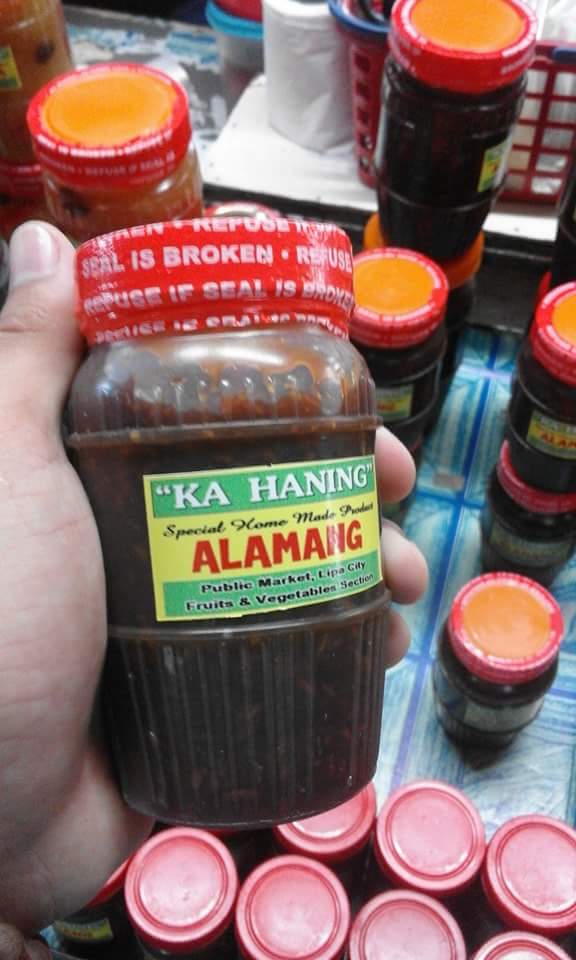 SEAL IS BROKEN • REFUSE
REFUSE IF SEAL IS BROKEN
"KA HANING"
Special Home Made Product
ALAMANG
Public Market, Lipa City
Fruits & Vegetables Section